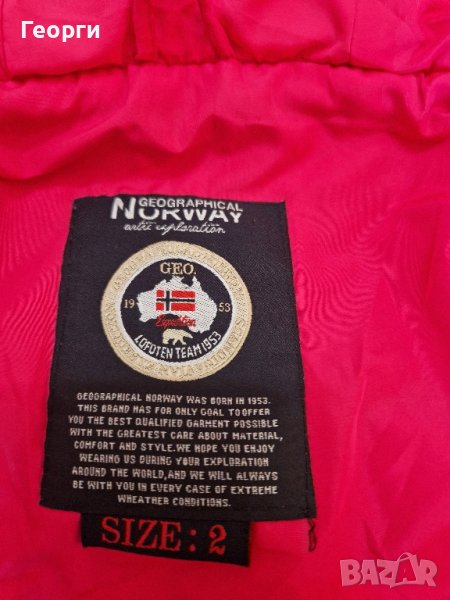 Георги
GEOGRAPHICAL
NORWAY
artic exploration
GEO.
19 53
Expedition
LOFOTEN TEAM 1953
GEOGRAPHICAL NORWAY WAS BORN IN 1953.
THIS BRAND HAS FOR ONLY GOAL TO OFFER
YOU THE BEST QUALIFIED GARMENT POSSIBLE
WITH THE GREATEST CARE ABOUT MATERIAL,
COMFORT AND STYLE.WE HOPE YOU ENJOY
WEARING US DURING YOUR EXPLORATION
AROUND THE WORLD,AND WE WILL ALWAYS
BE WITH YOU IN EVERY CASE OF EXTREME
WHEATHER CONDITIONS.
SIZE: 2
BAZAR